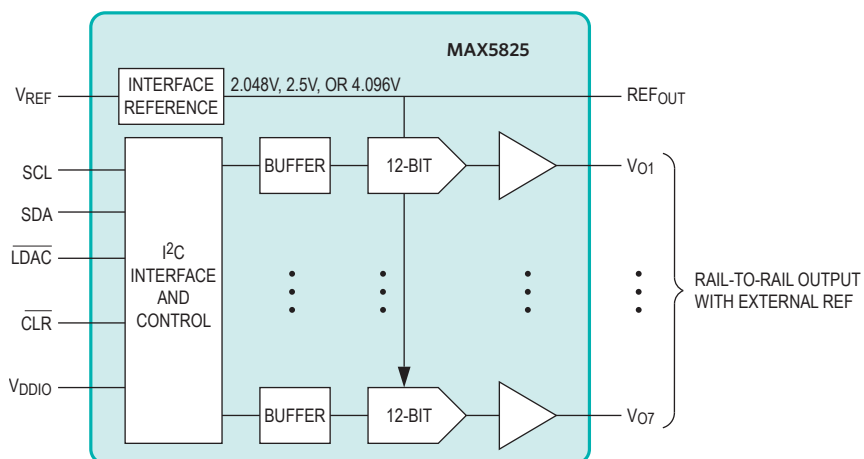 MAX5825
VREF
INTERFACE
REFERENCE
2.048V, 2.5V, OR 4.096V
REFOUT
SCL
SDA
LDAC
CLR
VDDIO
I2C
INTERFACE
AND
CONTROL
BUFFER
12-BIT
VO1
RAIL-TO-RAIL OUTPUT
WITH EXTERNAL REF
BUFFER
12-BIT
VO7